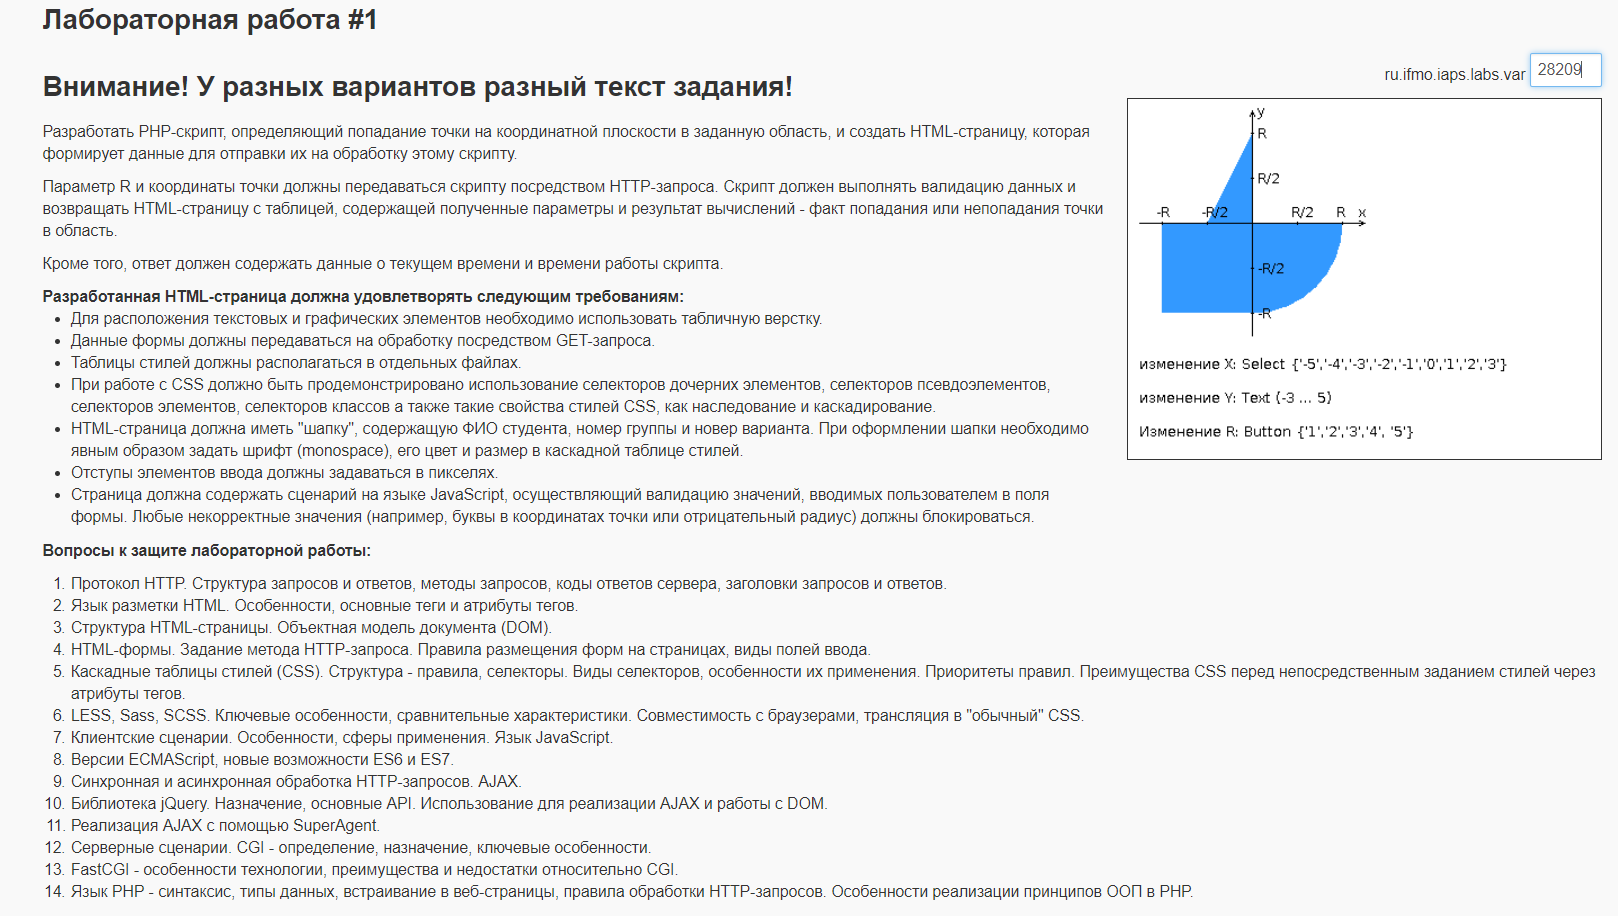 Лабораторная работа #1
Внимание! У разных вариантов разный текст задания!
ru.ifmo.iaps.labs.var 28209
Разработать PHP-скрипт, определяющий попадание точки на координатной плоскости в заданную область, и создать HTML-страницу, которая
формирует данные для отправки их на обработку этому скрипту.
Параметр R и координаты точки должны передаваться скрипту посредством HTTP-запроса. Скрипт должен выполнять валидацию данных и
возвращать HTML-страницу с таблицей, содержащей полученные параметры и результат вычислений - факт попадания или непопадания точки
в область.
Кроме того, ответ должен содержать данные о текущем времени и времени работы скрипта.
Разработанная HTML-страница должна удовлетворять следующим требованиям:
• Для расположения текстовых и графических элементов необходимо использовать табличную верстку.
• Данные формы должны передаваться на обработку посредством GET-запроса.
• Таблицы стилей должны располагаться в отдельных файлах.
• При работе с CSS должно быть продемонстрировано использование селекторов дочерних элементов, селекторов псевдоэлементов,
селекторов элементов, селекторов классов а также такие свойства стилей CSS, как наследование и каскадирование.
• HTML-страница должна иметь "шапку", содержащую ФИО студента, номер группы и новер варианта. При оформлении шапки необходимо
явным образом задать шрифт (monospace), его цвет и размер в каскадной таблице стилей.
• Отступы элементов ввода должны задаваться в пикселях.
• Страница должна содержать сценарий на языке JavaScript, осуществляющий валидацию значений, вводимых пользователем в поля
формы. Любые некорректные значения (например, буквы в координатах точки или отрицательный радиус) должны блокироваться.
y
R
R/2
-R -R/2 R/2 R x
-R/2
-R
изменение X: Select {'-5','-4','-3','-2','-1','0','1','2','3'}
изменение Y: Text (-3 ... 5)
Изменение R: Button {'1','2','3','4', '5'}
Вопросы к защите лабораторной работы:
1. Протокол HTTP. Структура запросов и ответов, методы запросов, коды ответов сервера, заголовки запросов и ответов.
2. Язык разметки HTML. Особенности, основные теги и атрибуты тегов.
3. Структура HTML-страницы. Объектная модель документа (DOM).
4. HTML-формы. Задание метода HTTP-запроса. Правила размещения форм на страницах, виды полей ввода.
5. Каскадные таблицы стилей (CSS). Структура - правила, селекторы. Виды селекторов, особенности их применения. Приоритеты правил. Преимущества CSS перед непосредственным заданием стилей через
атрибуты тегов.
6. LESS, Sass, SCSS. Ключевые особенности, сравнительные характеристики. Совместимость с браузерами, трансляция в "обычный" CSS.
7. Клиентские сценарии. Особенности, сферы применения. Язык JavaScript.
8. Версии ECMAScript, новые возможности ES6 и ES7.
9. Синхронная и асинхронная обработка HTTP-запросов. AJAX.
10. Библиотека jQuery. Назначение, основные API. Использование для реализации AJAX и работы с DOM.
11. Реализация AJAX с помощью SuperAgent.
12. Серверные сценарии. CGI - определение, назначение, ключевые особенности.
13. FastCGI - особенности технологии, преимущества и недостатки относительно CGI.
14. Язык PHP - синтаксис, типы данных, встраивание в веб-страницы, правила обработки HTTP-запросов. Особенности реализации принципов ООП в PHP.